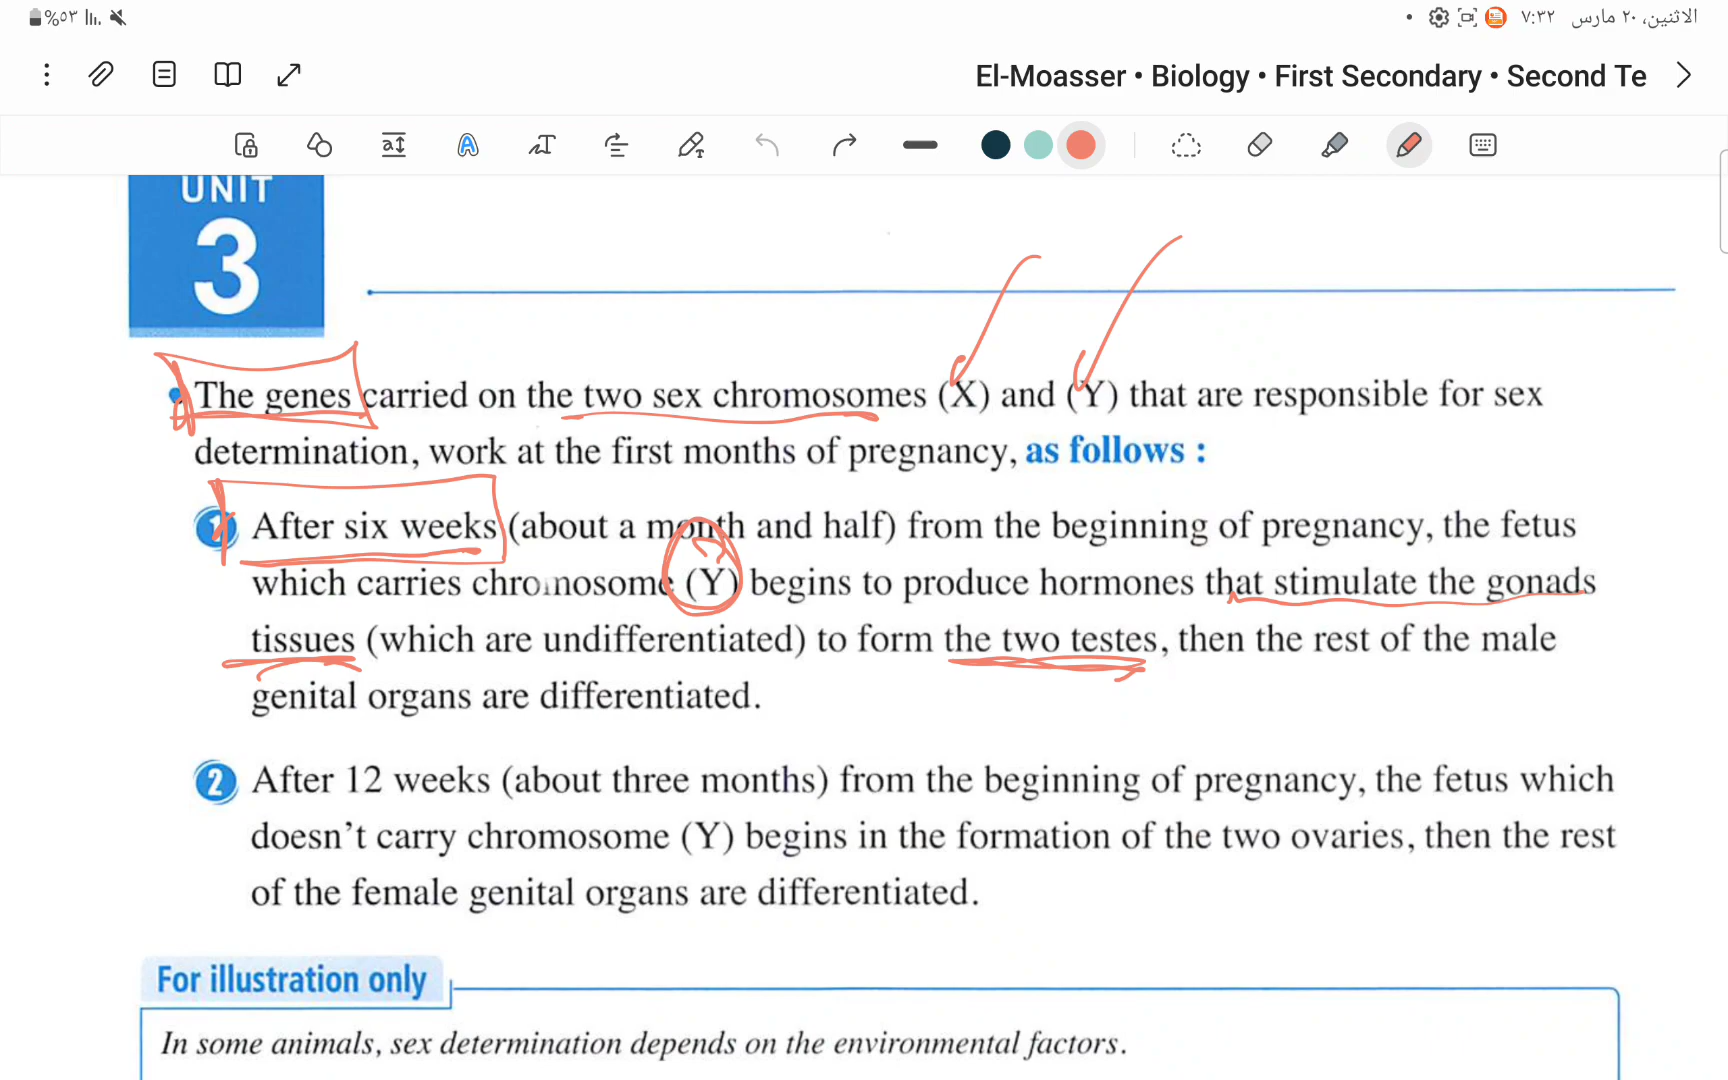 %٥٣
الاثنين، ٢٠ مارس ٧:٣٢
El-Moasser • Biology • First Secondary • Second Te
UNIT
3
• The genes carried on the two sex chromosomes (X) and (Y) that are responsible for sex
determination, work at the first months of pregnancy, as follows :
1 After six weeks (about a month and half) from the beginning of pregnancy, the fetus
which carries chromosome (Y) begins to produce hormones that stimulate the gonads
tissues (which are undifferentiated) to form the two testes, then the rest of the male
genital organs are differentiated.
2 After 12 weeks (about three months) from the beginning of pregnancy, the fetus which
doesn't carry chromosome (Y) begins in the formation of the two ovaries, then the rest
of the female genital organs are differentiated.
For illustration only
In some animals, sex determination depends on the environmental factors.